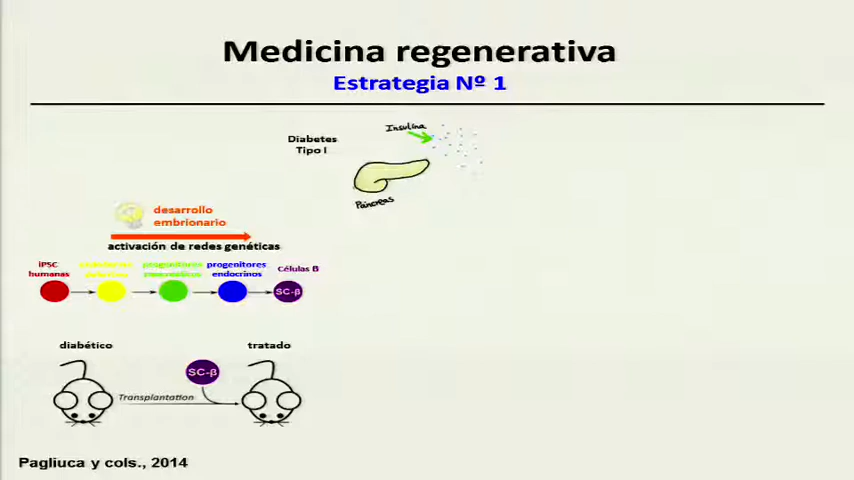 Medicina regenerativa
Estrategia Nº 1
Diabetes
Tipo I
Insulina
Páncreas
desarrollo
embrionario
activación de redes genéticas
iPSC
humanas
progenitores
progenitores
endocrinos
Células B
SC-β
diabético
tratado
SC-β
Transplantation
Pagliuca y cols., 2014